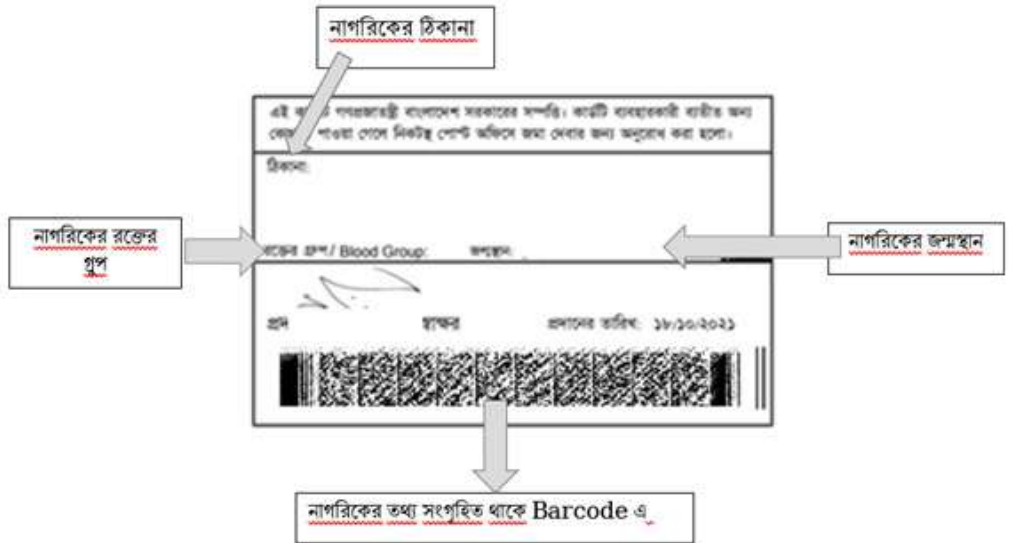 নাগরিকের ঠিকানা
এই গণপ্রজাতন্ত্রী বাংলাদেশ সরকারের সম্পত্তি। কার্ডটি ব্যবহারকারী ব্যতীত অন্য
পাওয়া গেলে নিকটস্থ পোস্ট অফিসে জমা দেবার জন্য অনুরোধ করা হলো।
ঠিকানা:
নাগরিকের রক্তের
গ্রুপ
রক্তের গ্রুপ / Blood Group: জন্মস্থান:
নাগরিকের জন্মস্থান
প্রদ স্বাক্ষর প্রদানের তারিখ: ১৮/১০/২০২১
নাগরিকের তথ্য সংগৃহিত থাকে Barcode এ